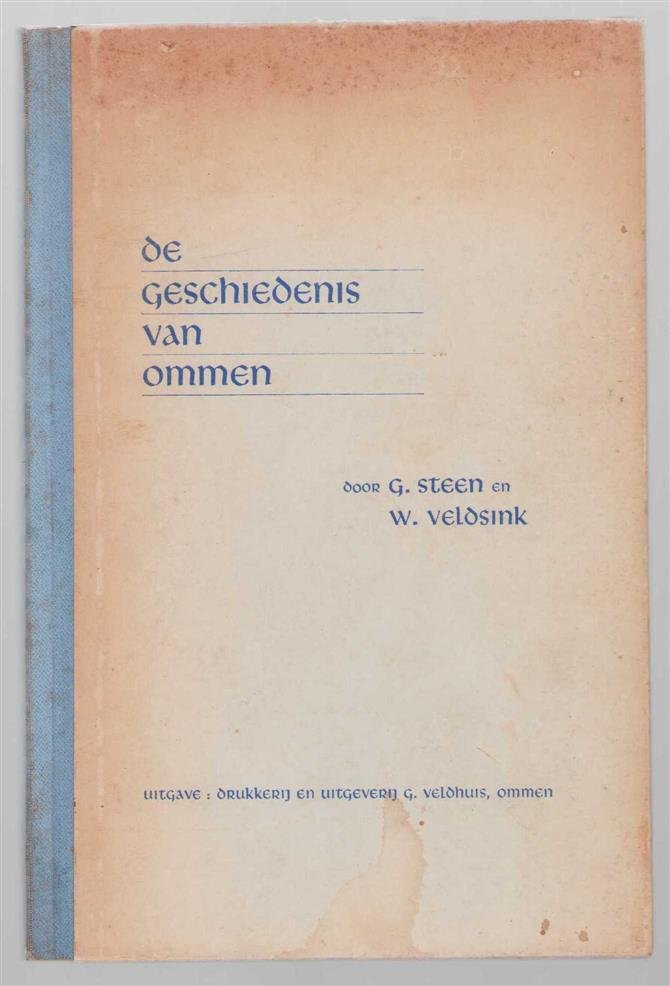 de
geschiedenis
van
ommen
door g. steen en
w. veldsink
uitgave : drukkerij en uitgeverij g. veldhuis, ommen